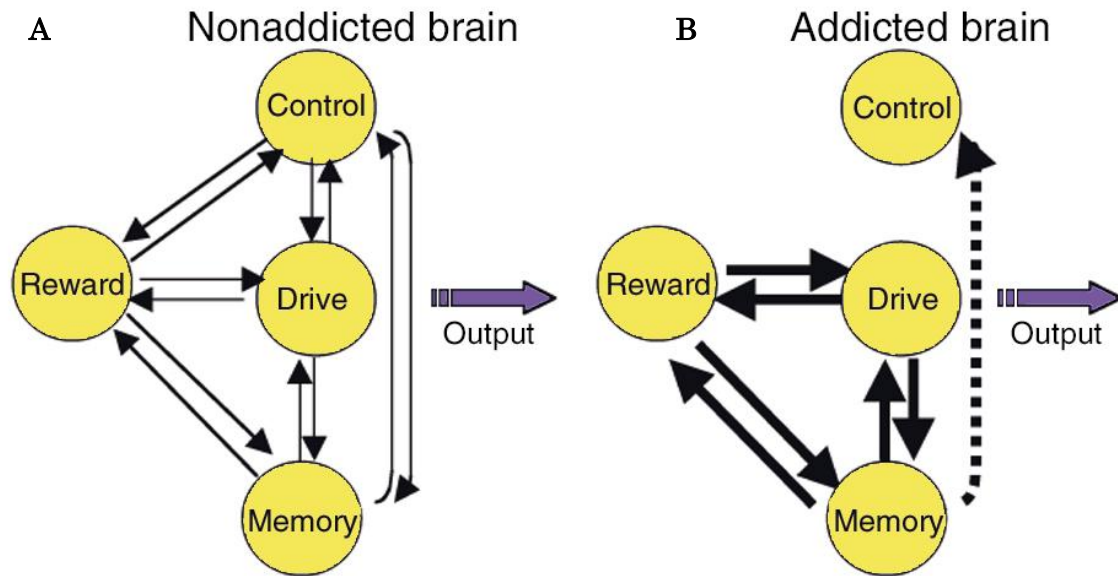 A
Nonaddicted brain
Control
Reward
Drive
Memory
Output
B
Addicted brain
Control
Reward
Drive
Memory
Output